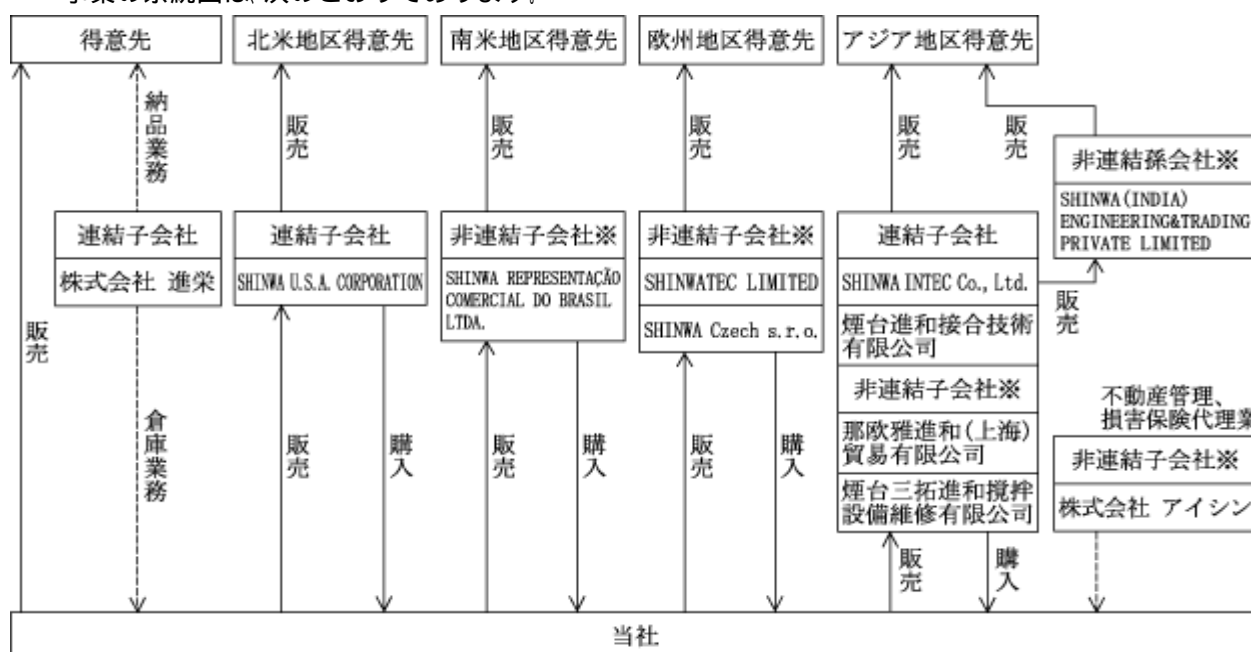 事業の系統図は、次のとおりであります。
得意先
北米地区得意先
南米地区得意先
欧州地区得意先
アジア地区得意先
納品業務
販売
販売
販売
販売
販売
非連結孫会社※
SHINWA(INDIA)
ENGINEERING&TRADING
PRIVATE LIMITED
連結子会社
株式会社 進栄
連結子会社
SHINWA U.S.A. CORPORATION
非連結子会社※
SHINWA REPRESENTAÇÃO
COMERCIAL DO BRASIL
LTDA.
非連結子会社※
SHINWATEC LIMITED
SHINWA Czech s.r.o.
連結子会社
SHINWA INTEC Co., Ltd.
煙台進和接合技術
有限公司
非連結子会社※
那欧雅進和(上海)
貿易有限公司
煙台三拓進和撹拌
設備維修有限公司
販売
販売
不動産管理、
損害保険代理業
非連結子会社※
株式会社 アイシン
倉庫業務
販売
購入
販売
購入
販売
購入
販売
購入
当社